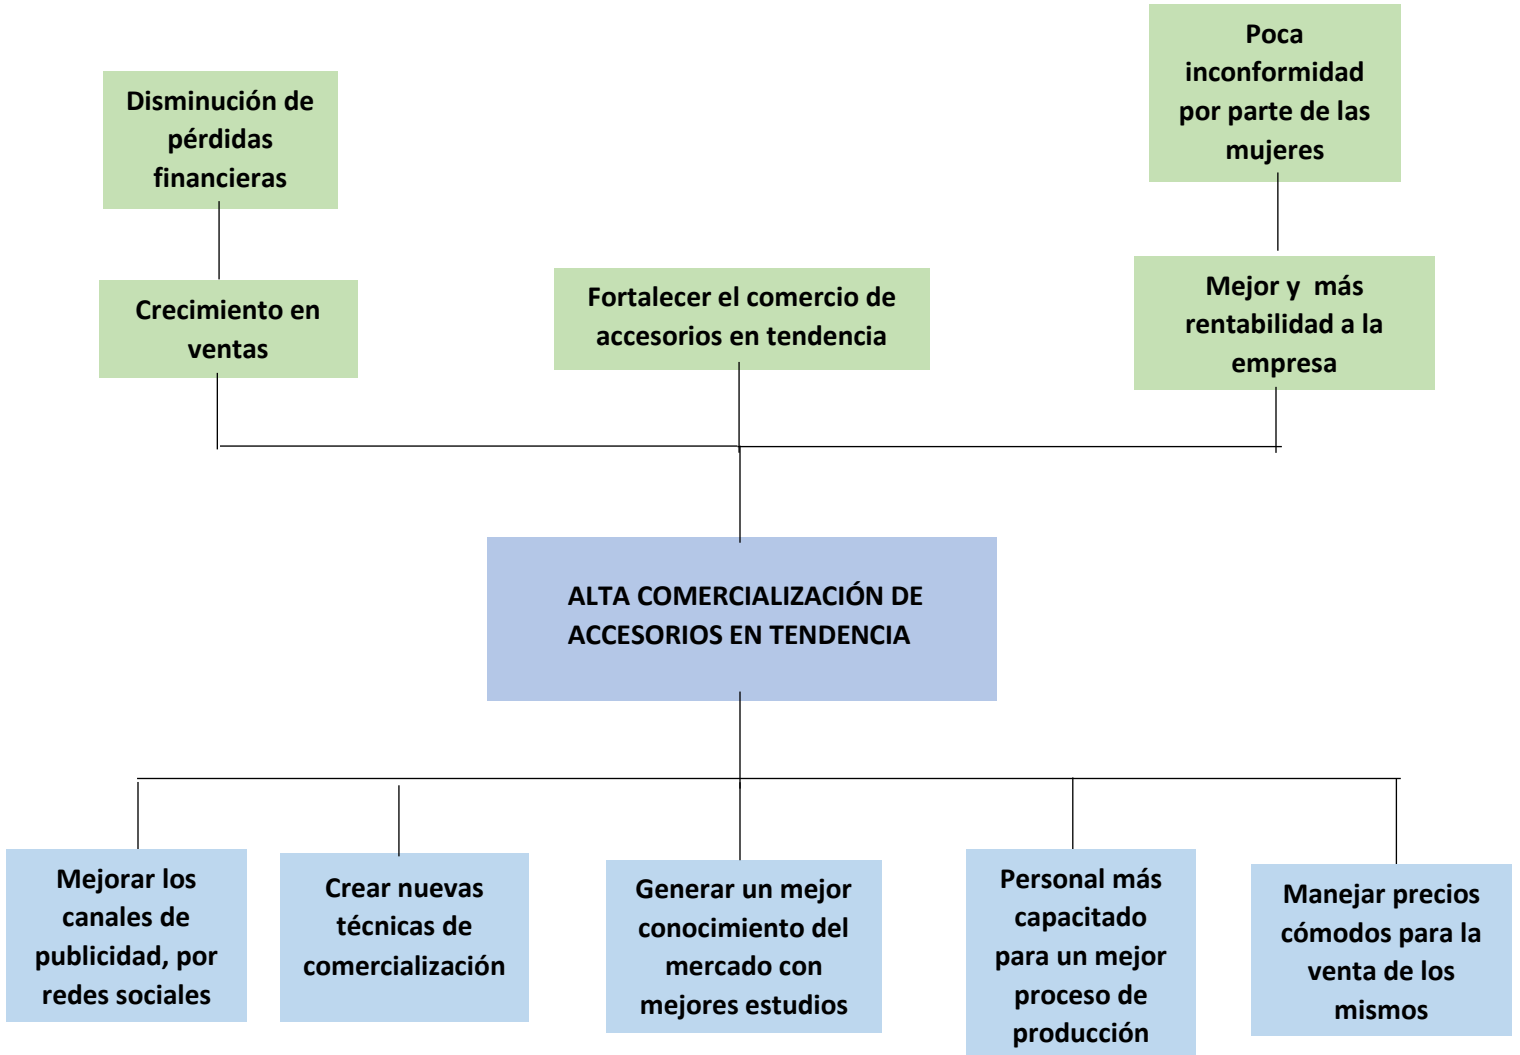 Poca
inconformidad
por parte de las
mujeres
Disminución de
pérdidas
financieras
Crecimiento en
ventas
Fortalecer el comercio de
accesorios en tendencia
Mejor y más
rentabilidad a la
empresa
ALTA COMERCIALIZACIÓN DE
ACCESORIOS EN TENDENCIA
Mejorar los
canales de
publicidad, por
redes sociales
Crear nuevas
técnicas de
comercialización
Generar un mejor
conocimiento del
mercado con
mejores estudios
Personal más
capacitado
para un mejor
proceso de
producción
Manejar precios
cómodos para la
venta de los
mismos